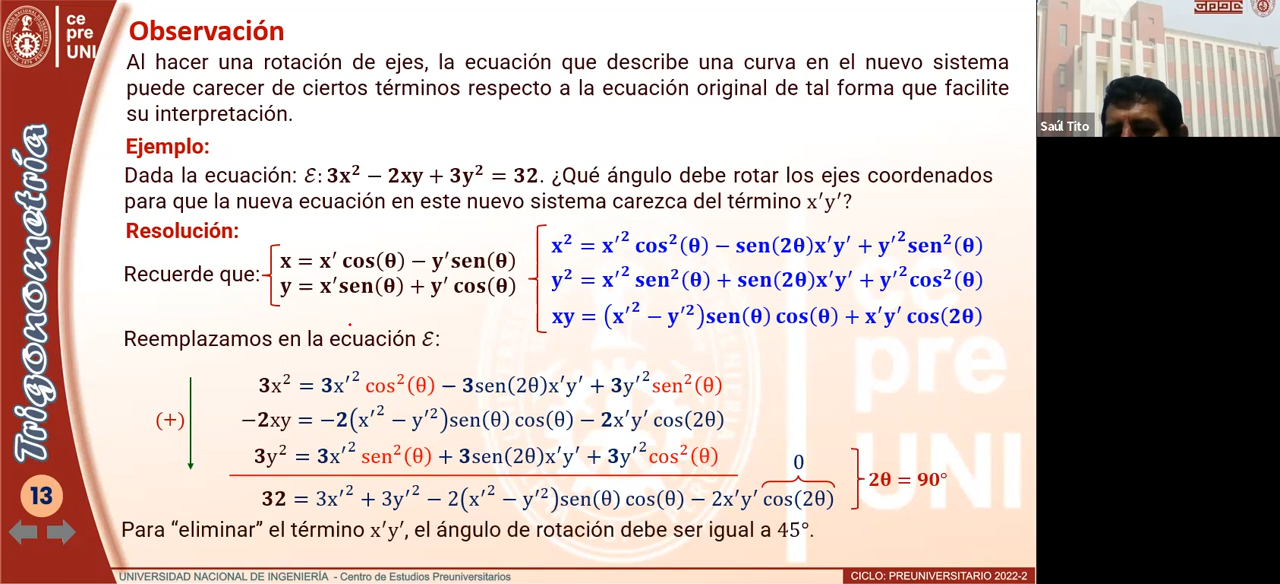 ce
pre
UNI
Observación
Al hacer una rotación de ejes, la ecuación que describe una curva en el nuevo sistema
puede carecer de ciertos términos respecto a la ecuación original de tal forma que facilite
su interpretación.
Ejemplo:
Dada la ecuación: ℰ: 3x² − 2xy + 3y² = 32. ¿Qué ángulo debe rotar los ejes coordenados
para que la nueva ecuación en este nuevo sistema carezca del término x′y′?
Resolución:
Recuerde que:
x = x′ cos(θ) − y′sen(θ)
y = x′sen(θ) + y′ cos(θ)
x² = x′² cos²(θ) − sen(2θ)x′y′ + y′²sen²(θ)
y² = x′² sen²(θ) + sen(2θ)x′y′ + y′²cos²(θ)
xy = (x′² − y′²)sen(θ) cos(θ) + x′y′ cos(2θ)
Reemplazamos en la ecuación ℰ:
(+)
3x² = 3x′² cos²(θ) − 3sen(2θ)x′y′ + 3y′²sen²(θ)
−2xy = −2(x′² − y′²)sen(θ) cos(θ) − 2x′y′ cos(2θ)
3y² = 3x′² sen²(θ) + 3sen(2θ)x′y′ + 3y′²cos²(θ)
0
32 = 3x′² + 3y′² − 2(x′² − y′²)sen(θ) cos(θ) − 2x′y′ cos(2θ)
2θ = 90°
Para “eliminar” el término x′y′, el ángulo de rotación debe ser igual a 45°.
Trigonometría
13
UNIVERSIDAD NACIONAL DE INGENIERÍA - Centro de Estudios Preuniversitarios
CICLO: PREUNIVERSITARIO 2022-2
ce
pre
UNI
Saúl Tito